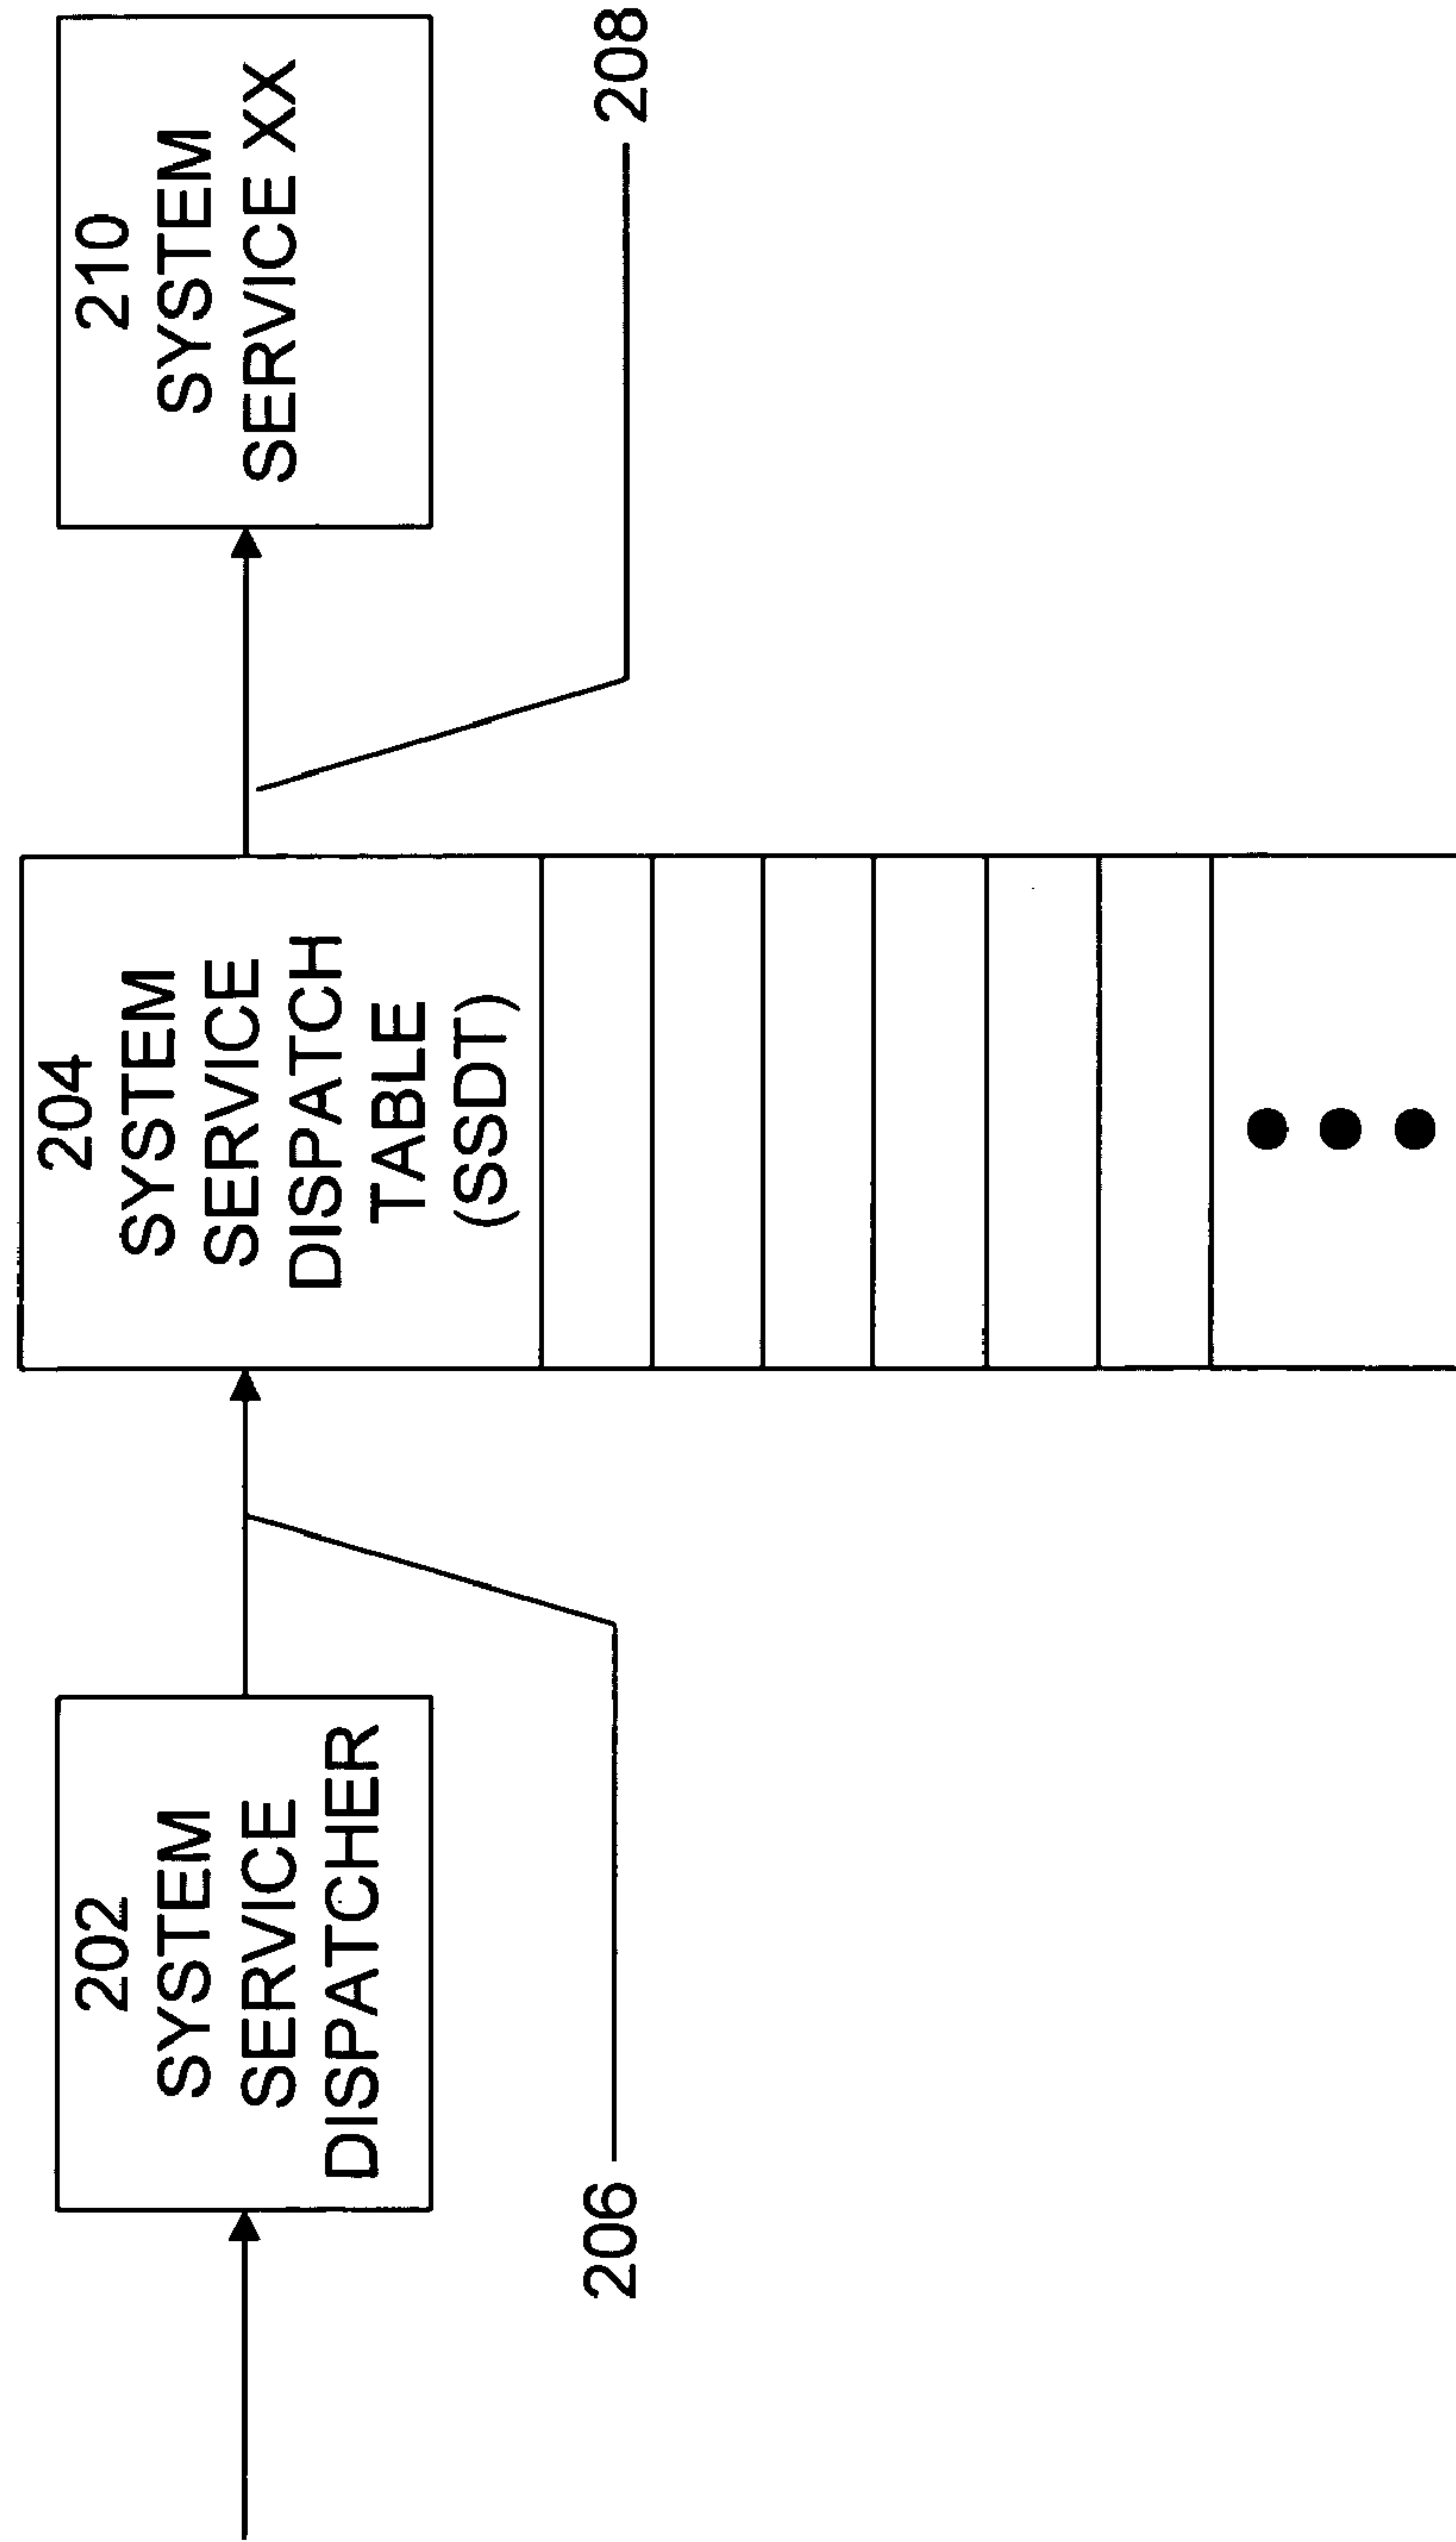 202
SYSTEM
SERVICE
DISPATCHER
206
204
SYSTEM
SERVICE
DISPATCH
TABLE
(SSDT)
210
SYSTEM
SERVICE XX
208